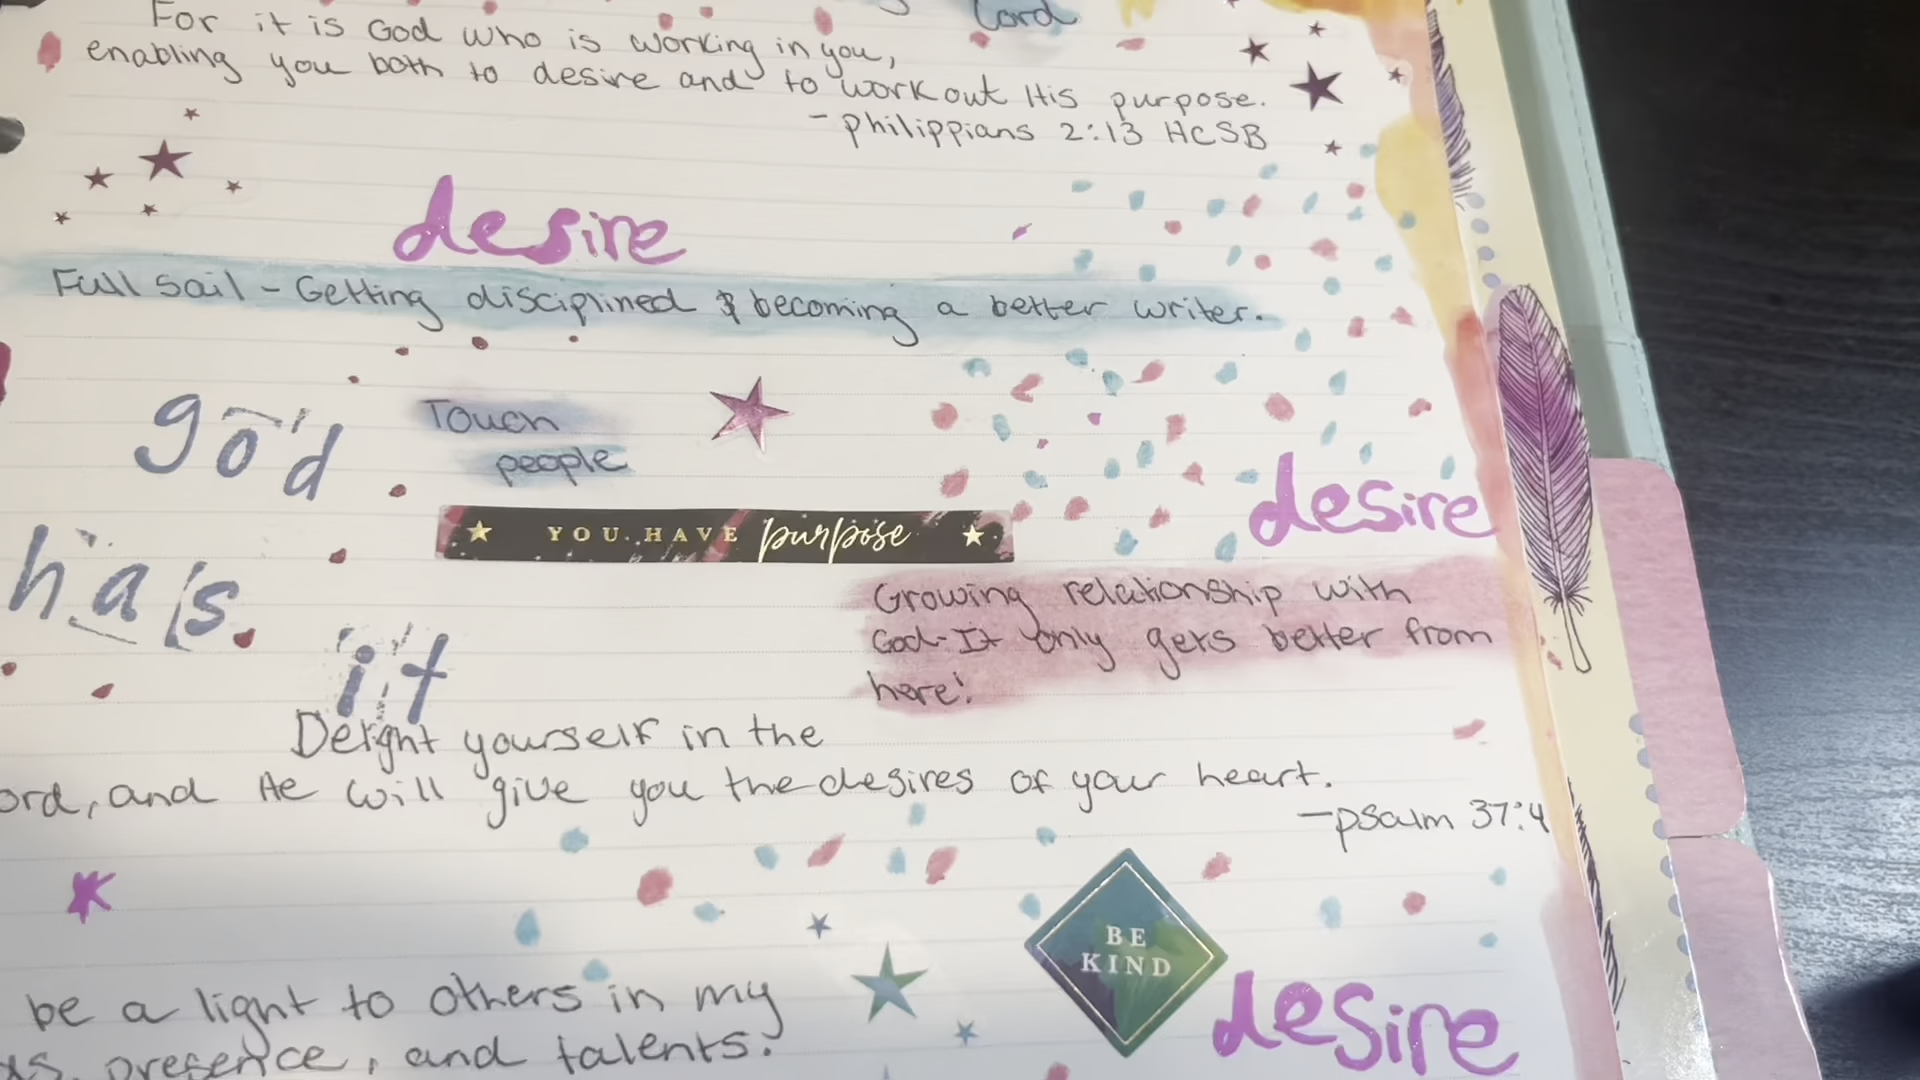 Lord
For it is God who is working in you,
enabling you both to desire and to work out His purpose.
- Philippians 2:13 HCSB
desire
Full Sail - Getting disciplined & becoming a better writer.
god
Touch
people
YOU HAVE purpose
desire
has
Growing relationship with
God-It only gets better from
here!
it
Delight yourself in the
ord, and He will give you the desires of your heart.
-psalm 37:4
BE
KIND
desire
be a light to others in my
presence, and talents.